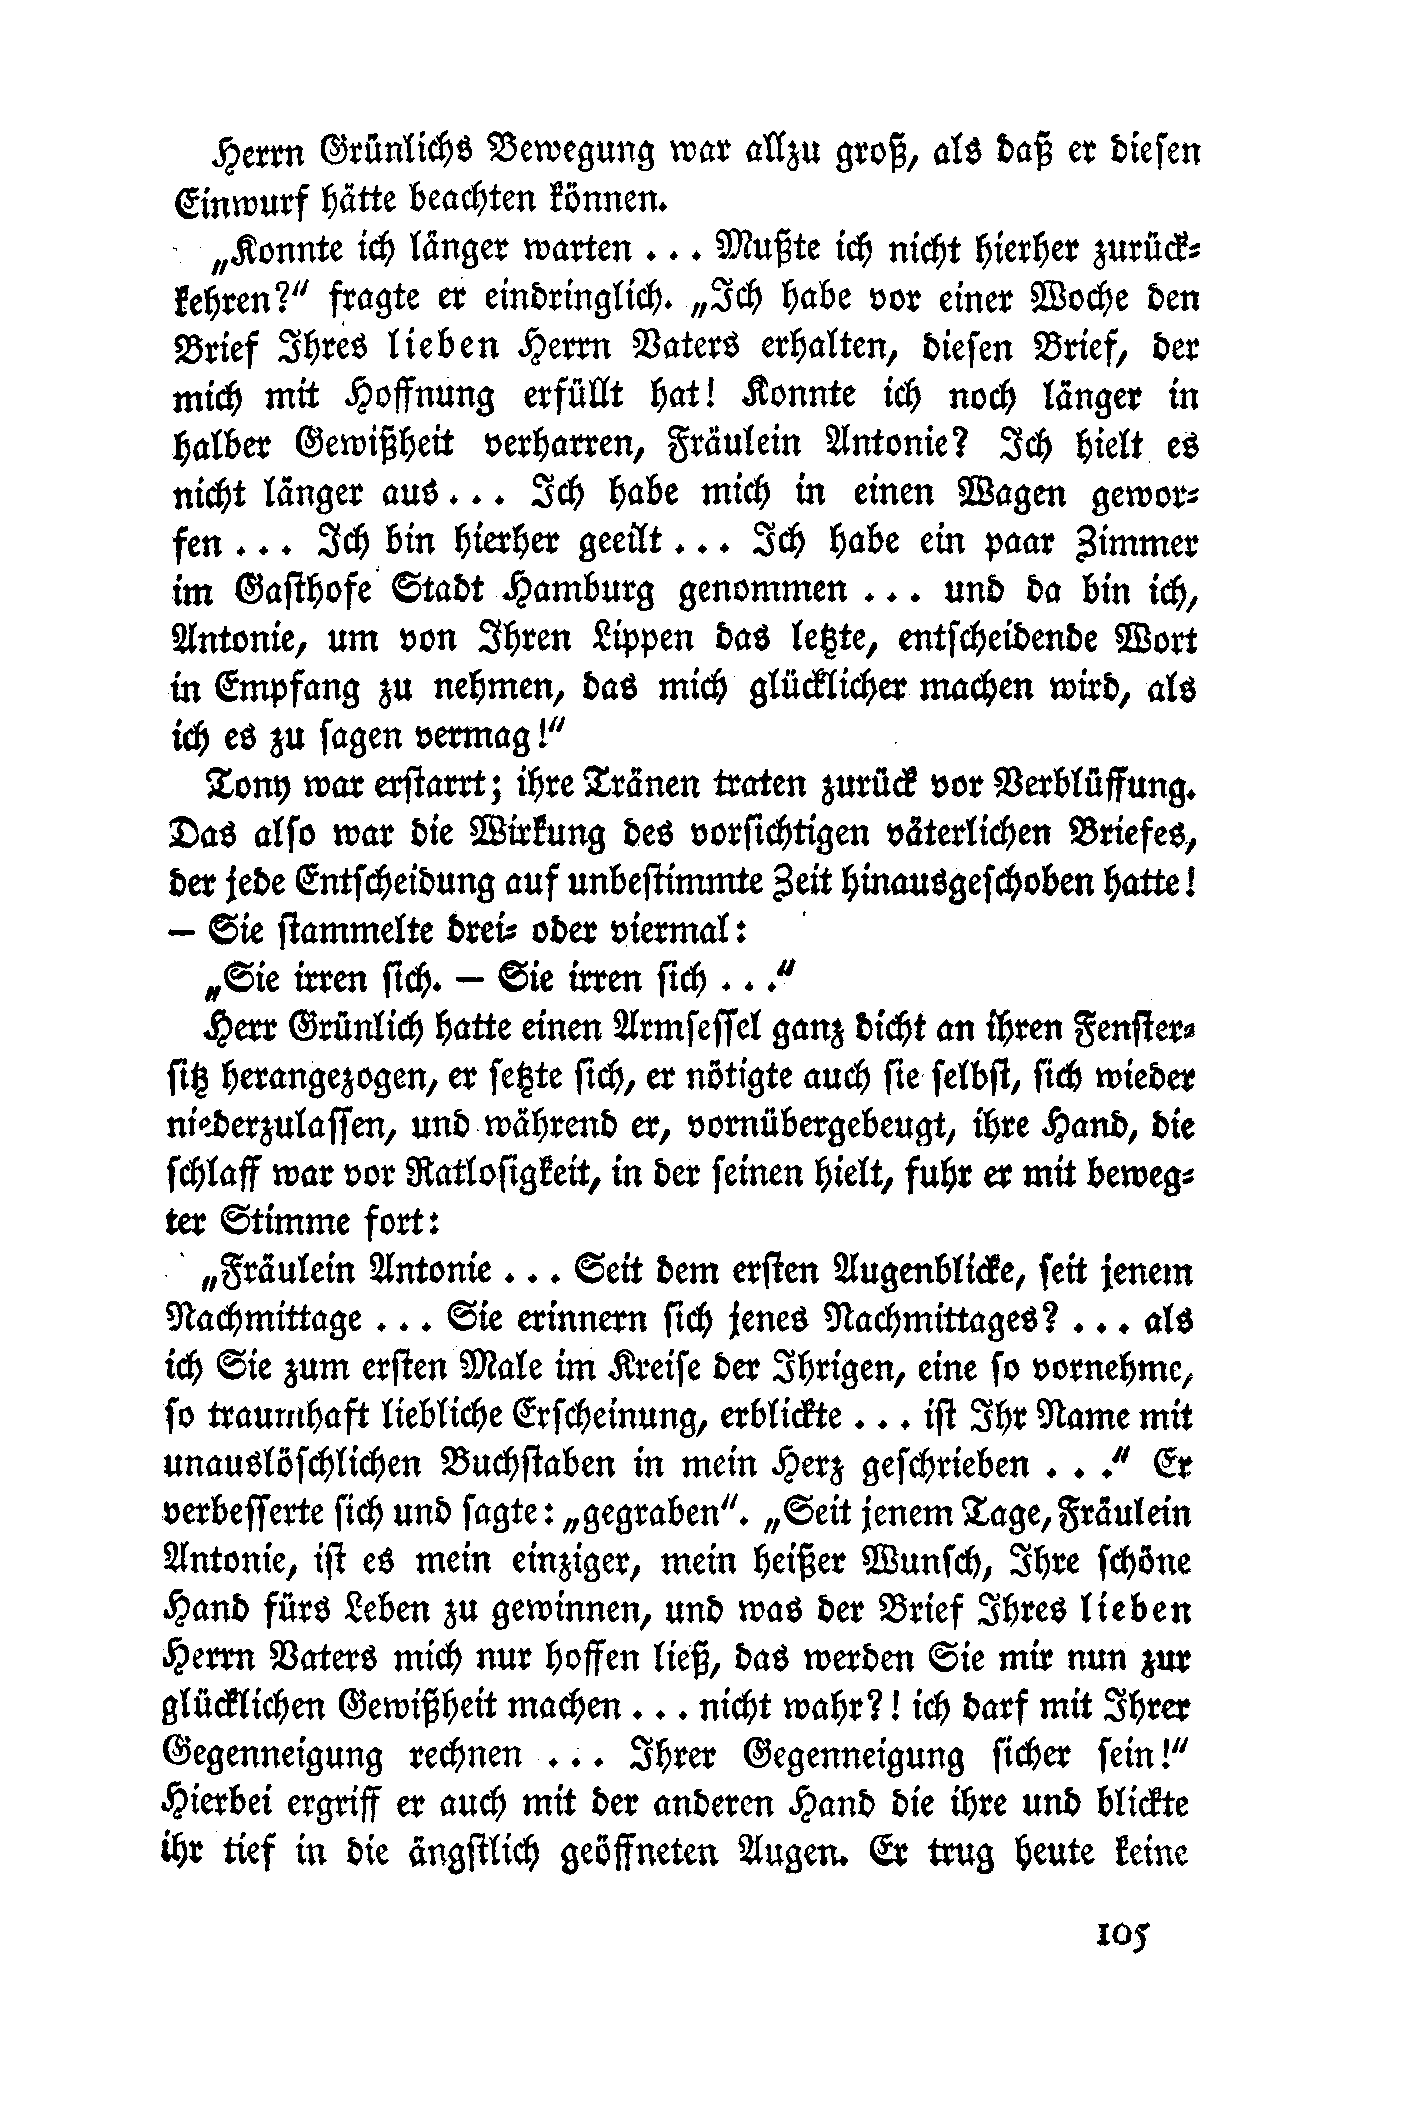 Herrn Grünlichs Bewegung war allzu groß, als daß er diesen
Einwurf hätte beachten können.
„Konnte ich länger warten . . . Mußte ich nicht hierher zurück-
kehren?“ fragte er eindringlich. „Ich habe vor einer Woche den
Brief Ihres lieben Herrn Vaters erhalten, diesen Brief, der
mich mit Hoffnung erfüllt hat! Konnte ich noch länger in
halber Gewißheit verharren, Fräulein Antonie? Ich hielt es
nicht länger aus . . . Ich habe mich in einen Wagen gewor-
fen . . . Ich bin hierher geeilt . . . Ich habe ein paar Zimmer
im Gasthofe Stadt Hamburg genommen . . . und da bin ich,
Antonie, um von Ihren Lippen das letzte, entscheidende Wort
in Empfang zu nehmen, das mich glücklicher machen wird, als
ich es zu sagen vermag!“
Tony war erstarrt; ihre Tränen traten zurück vor Verblüffung.
Das also war die Wirkung des vorsichtigen väterlichen Briefes,
der jede Entscheidung auf unbestimmte Zeit hinausgeschoben hatte!
— Sie stammelte drei- oder viermal:
„Sie irren sich. — Sie irren sich . . .“
Herr Grünlich hatte einen Armsessel ganz dicht an ihren Fenster-
sitz herangezogen, er setzte sich, er nötigte auch sie selbst, sich wieder
niederzulassen, und während er, vornübergebeugt, ihre Hand, die
schlaff war vor Ratlosigkeit, in der seinen hielt, fuhr er mit beweg-
ter Stimme fort:
„Fräulein Antonie . . . Seit dem ersten Augenblicke, seit jenem
Nachmittage . . . Sie erinnern sich jenes Nachmittages? . . . als
ich Sie zum ersten Male im Kreise der Ihrigen, eine so vornehme,
so traumhaft liebliche Erscheinung, erblickte . . . ist Ihr Name mit
unauslöschlichen Buchstaben in mein Herz geschrieben . . .“ Er
verbesserte sich und sagte: „gegraben“. „Seit jenem Tage, Fräulein
Antonie, ist es mein einziger, mein heißer Wunsch, Ihre schöne
Hand fürs Leben zu gewinnen, und was der Brief Ihres lieben
Herrn Vaters mich nur hoffen ließ, das werden Sie mir nun zur
glücklichen Gewißheit machen . . . nicht wahr?! ich darf mit Ihrer
Gegenneigung rechnen . . . Ihrer Gegenneigung sicher sein!“
Hierbei ergriff er auch mit der anderen Hand die ihre und blickte
ihr tief in die ängstlich geöffneten Augen. Er trug heute keine
105